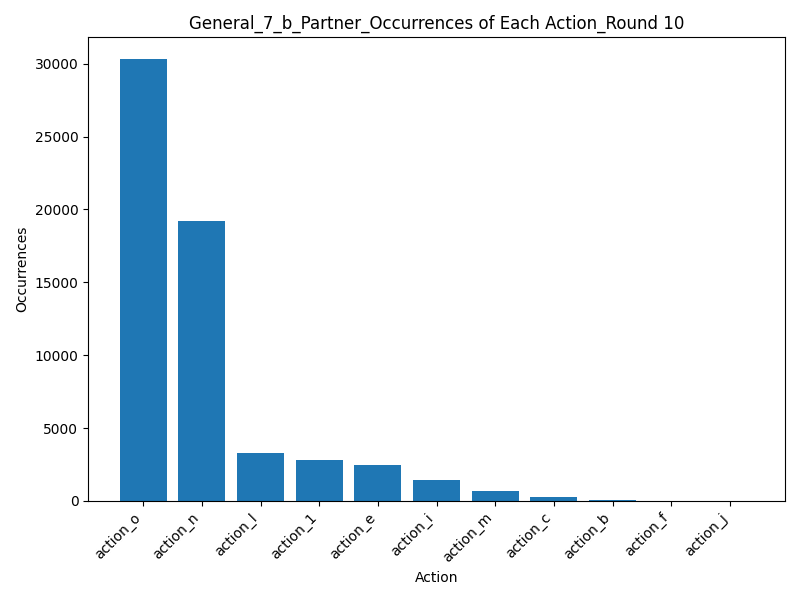 General_7_b_Partner_Occurrences of Each Action_Round 10
30000
25000
20000
15000
10000
5000
0
Occurrences
action_o
action_n
action_l
action_1
action_e
action_i
action_m
action_c
action_b
action_f
action_j
Action